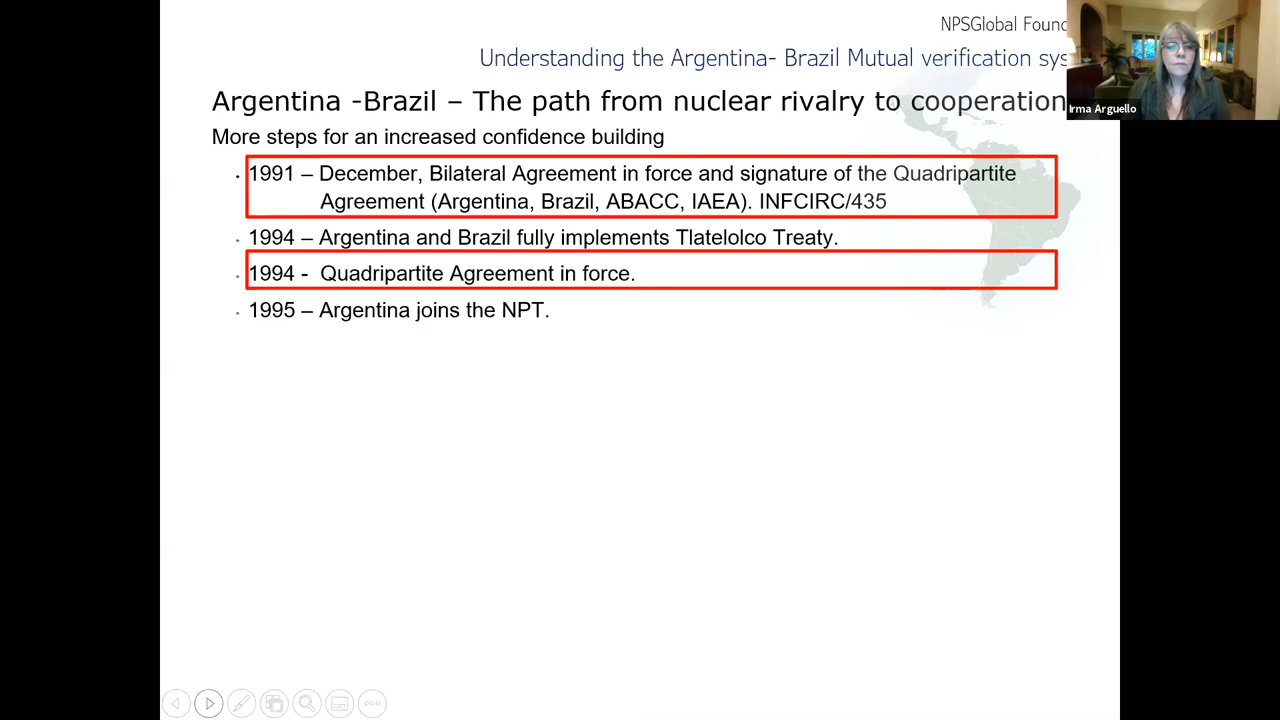 NPSGlobal Foun
Understanding the Argentina- Brazil Mutual verification sys
Irma Arguello
Argentina -Brazil – The path from nuclear rivalry to cooperation
More steps for an increased confidence building
1991 – December, Bilateral Agreement in force and signature of the Quadripartite
Agreement (Argentina, Brazil, ABACC, IAEA). INFCIRC/435
1994 – Argentina and Brazil fully implements Tlatelolco Treaty.
1994 - Quadripartite Agreement in force.
1995 – Argentina joins the NPT.